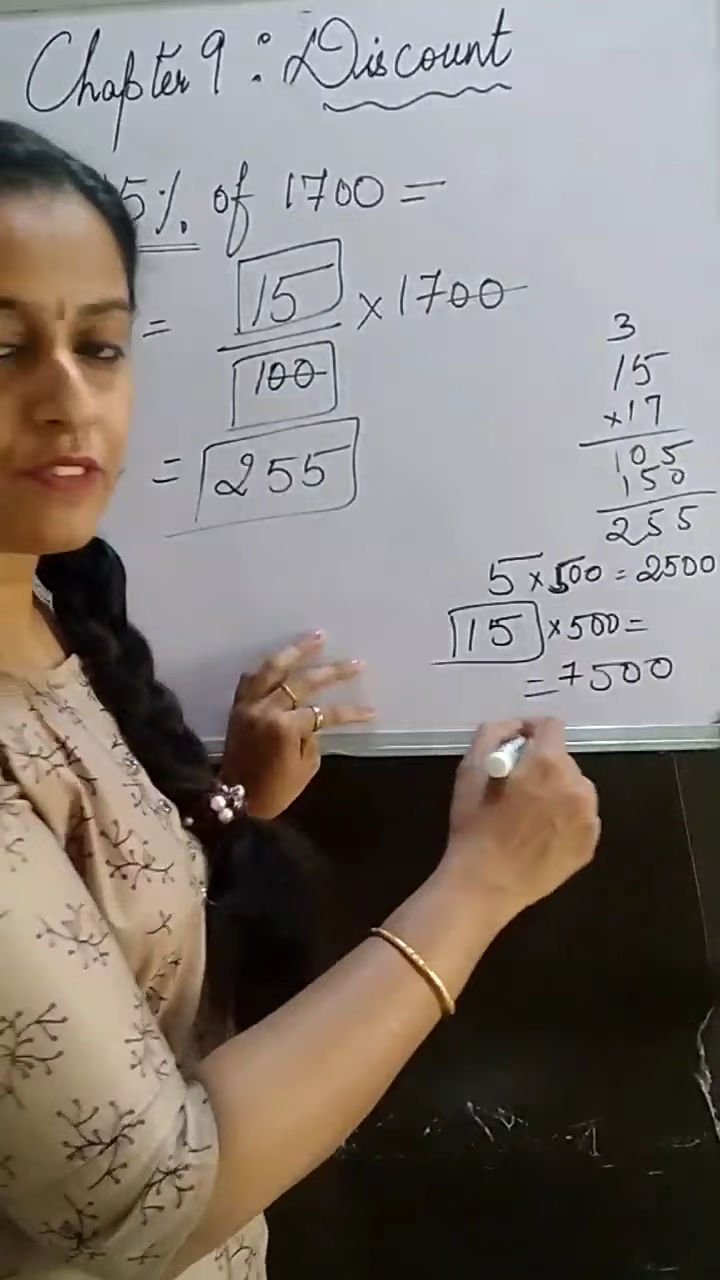 Chapter 9 : Discount
5% of 1700 =
= 15/100 × 1700
= 255
3
15
×17
105
150
255
5 × 500 = 2500
15 × 500 =
= 7500